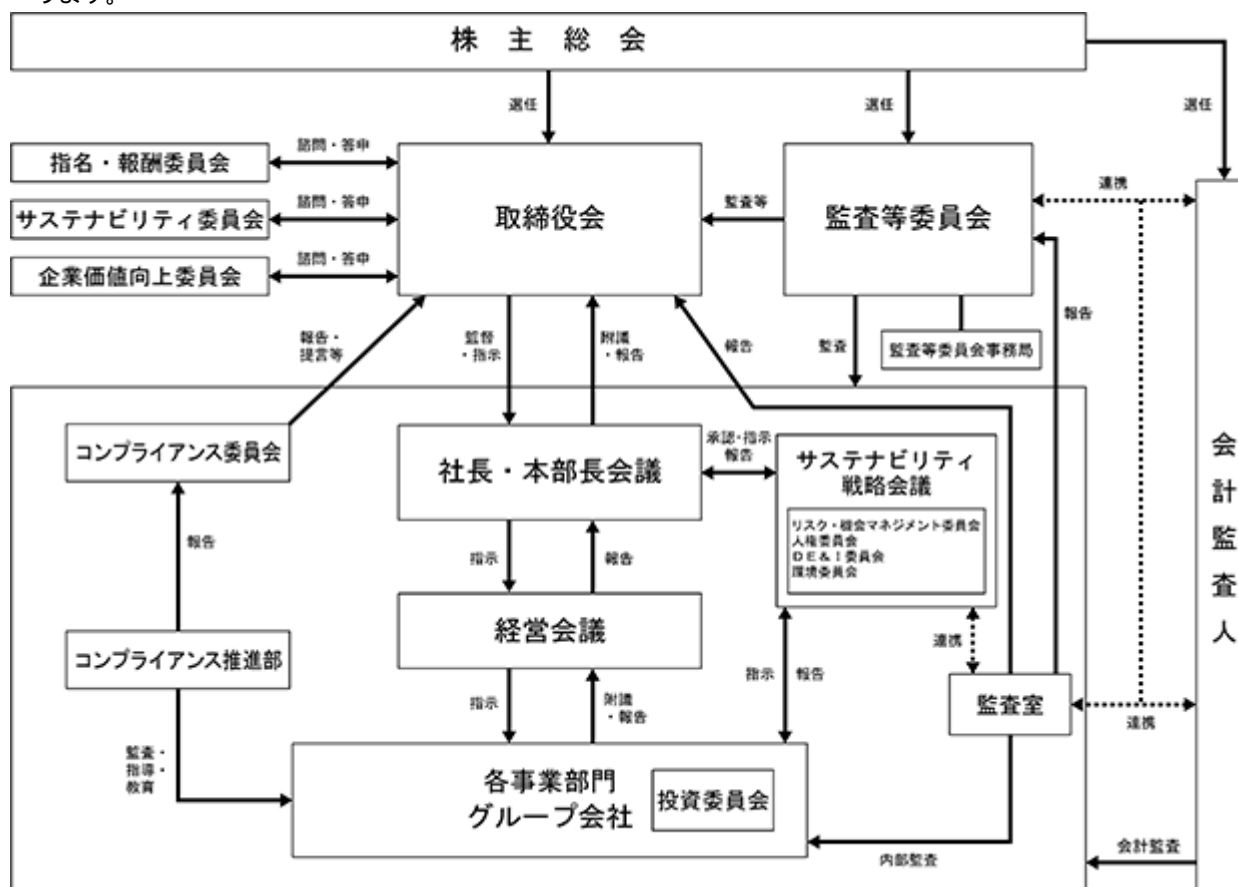 ります。
株主総会
選任
選任
選任
指名・報酬委員会
諮問・答申
サステナビリティ委員会
諮問・答申
企業価値向上委員会
諮問・答申
取締役会
監査等
監査等委員会
連携
報告・
提言等
監督
・指示
附議
・報告
報告
監査
監査等委員会事務局
報告
会計監査人
コンプライアンス委員会
社長・本部長会議
承認・指示
報告
サステナビリティ
戦略会議
リスク・機会マネジメント委員会
人権委員会
DE&I委員会
環境委員会
報告
指示
報告
コンプライアンス推進部
経営会議
連携
指示
報告
監査室
連携
指示
附議
・報告
監査・
指導・
教育
各事業部門
グループ会社
投資委員会
内部監査
会計監査